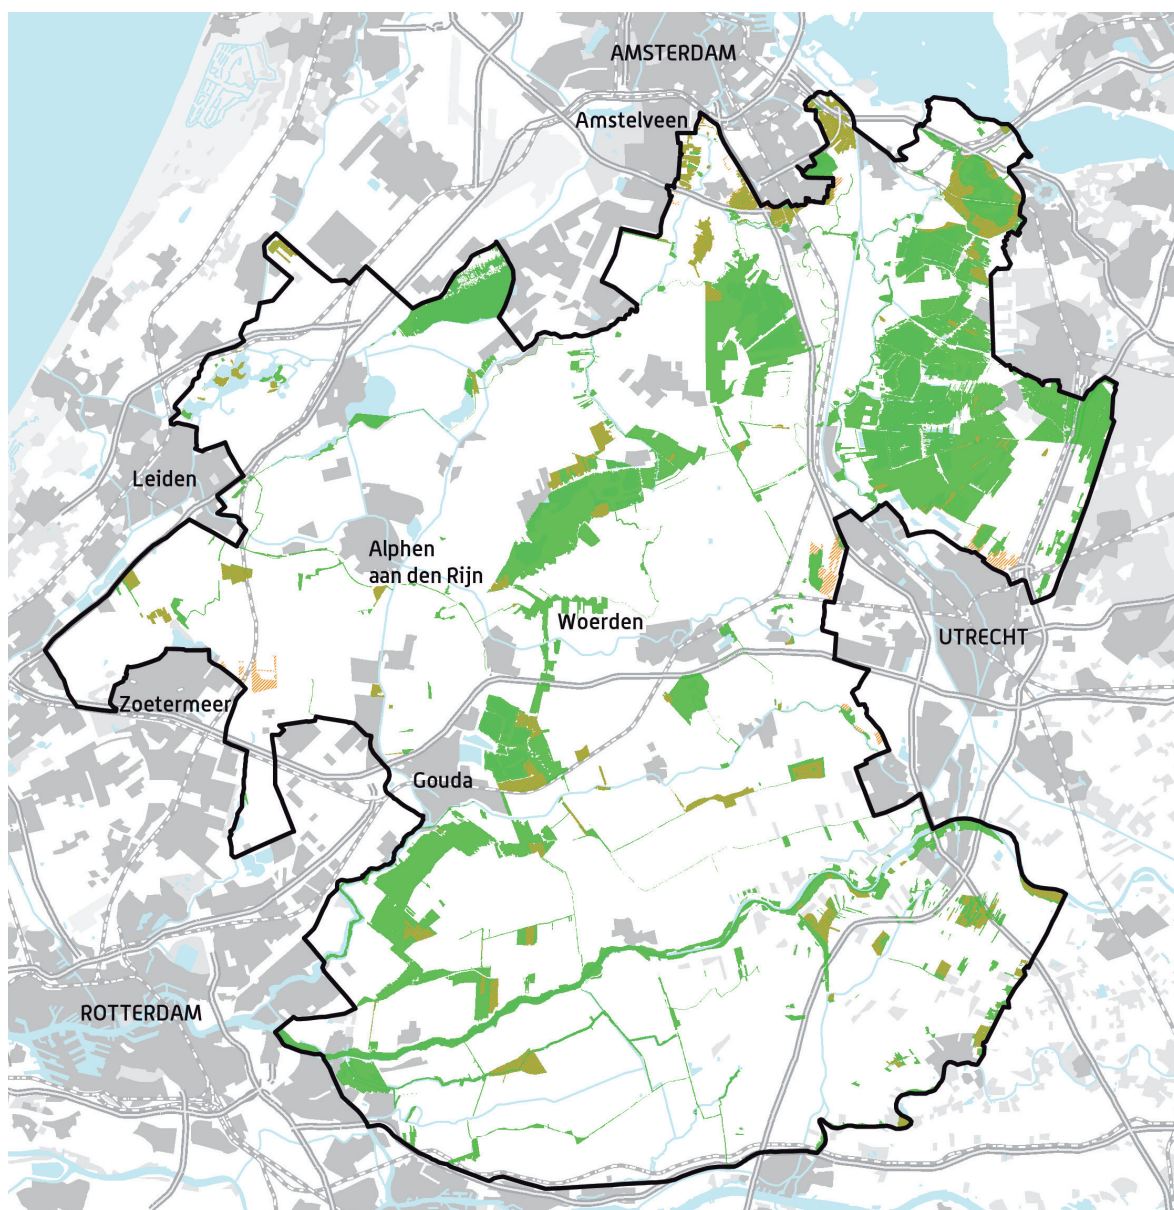 AMSTERDAM
Amstelveen
Leiden
Alphen
aan den Rijn
Woerden
UTRECHT
Zoetermeer
Gouda
ROTTERDAM